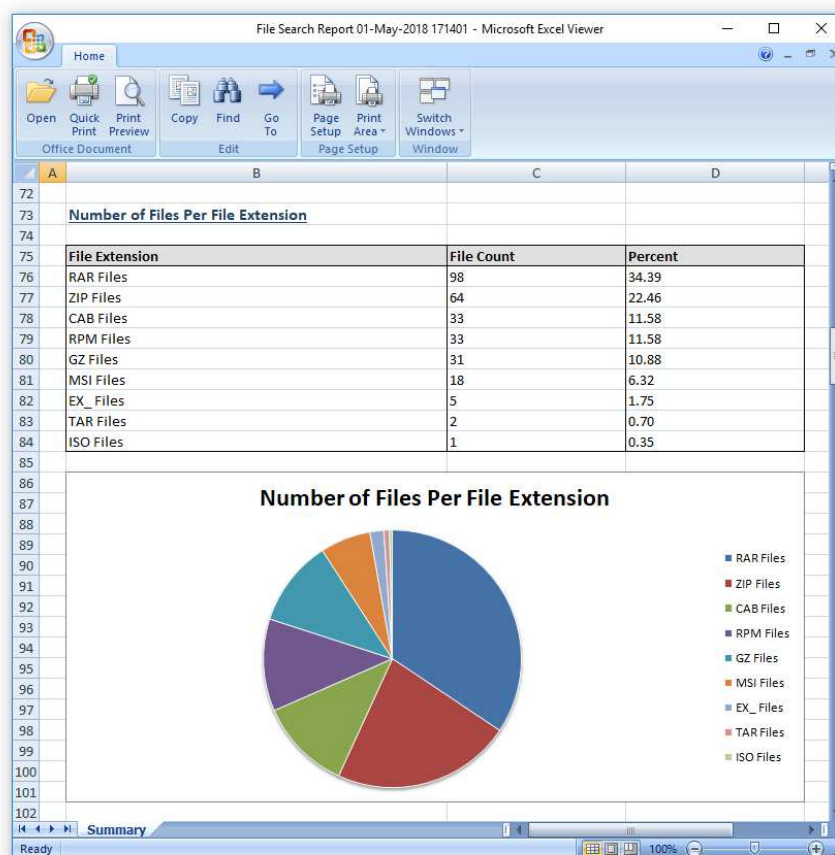 File Search Report 01-May-2018 171401 - Microsoft Excel Viewer
Home
Open Quick Print Print Preview Copy Find Go To Page Setup Print Area Switch Windows
Office Document Edit Page Setup Window
A B C D
72
73 Number of Files Per File Extension
74
75 File Extension File Count Percent
76 RAR Files 98 34.39
77 ZIP Files 64 22.46
78 CAB Files 33 11.58
79 RPM Files 33 11.58
80 GZ Files 31 10.88
81 MSI Files 18 6.32
82 EX_ Files 5 1.75
83 TAR Files 2 0.70
84 ISO Files 1 0.35
85
86
87 Number of Files Per File Extension
88
89
90 RAR Files
91 ZIP Files
92 CAB Files
93 RPM Files
94 GZ Files
95
96 MSI Files
97 EX_ Files
98 TAR Files
99 ISO Files
100
101
102
Summary
Ready 100%